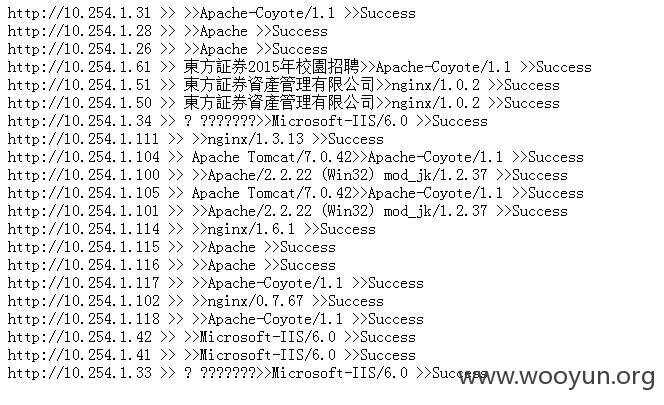 http://10.254.1.31 >> >>Apache-Coyote/1.1 >>Success
http://10.254.1.28 >> >>Apache >>Success
http://10.254.1.26 >> >>Apache >>Success
http://10.254.1.61 >> 東方証券2015年校園招聘>>Apache-Coyote/1.1 >>Success
http://10.254.1.51 >> 東方証券資産管理有限公司>>nginx/1.0.2 >>Success
http://10.254.1.50 >> 東方証券資産管理有限公司>>nginx/1.0.2 >>Success
http://10.254.1.34 >> ? ???????>>Microsoft-IIS/6.0 >>Success
http://10.254.1.111 >> >>nginx/1.3.13 >>Success
http://10.254.1.104 >> Apache Tomcat/7.0.42>>Apache-Coyote/1.1 >>Success
http://10.254.1.100 >> >>Apache/2.2.22 (Win32) mod_jk/1.2.37 >>Success
http://10.254.1.105 >> Apache Tomcat/7.0.42>>Apache-Coyote/1.1 >>Success
http://10.254.1.101 >> >>Apache/2.2.22 (Win32) mod_jk/1.2.37 >>Success
http://10.254.1.114 >> >>nginx/1.6.1 >>Success
http://10.254.1.115 >> >>Apache >>Success
http://10.254.1.116 >> >>Apache >>Success
http://10.254.1.117 >> >>Apache-Coyote/1.1 >>Success
http://10.254.1.102 >> >>nginx/0.7.67 >>Success
http://10.254.1.118 >> >>Apache-Coyote/1.1 >>Success
http://10.254.1.42 >> >>Microsoft-IIS/6.0 >>Success
http://10.254.1.41 >> >>Microsoft-IIS/6.0 >>Success
http://10.254.1.33 >> ? ???????>>Microsoft-IIS/6.0 >>Success
www.wooyun.org